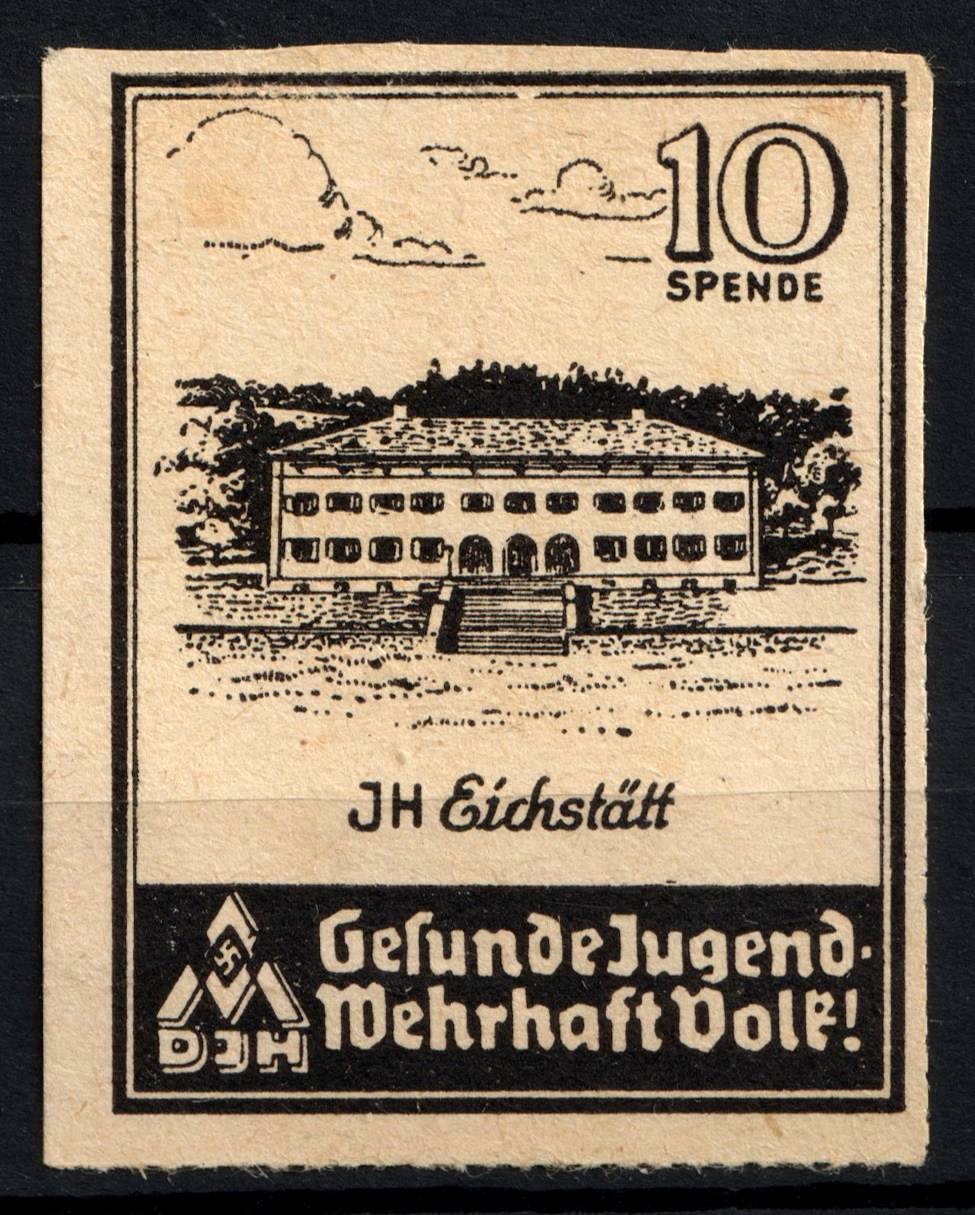 10
SPENDE
JH Eichstätt
DJH
Gesunde Jugend-
Wehrhaft Volk!